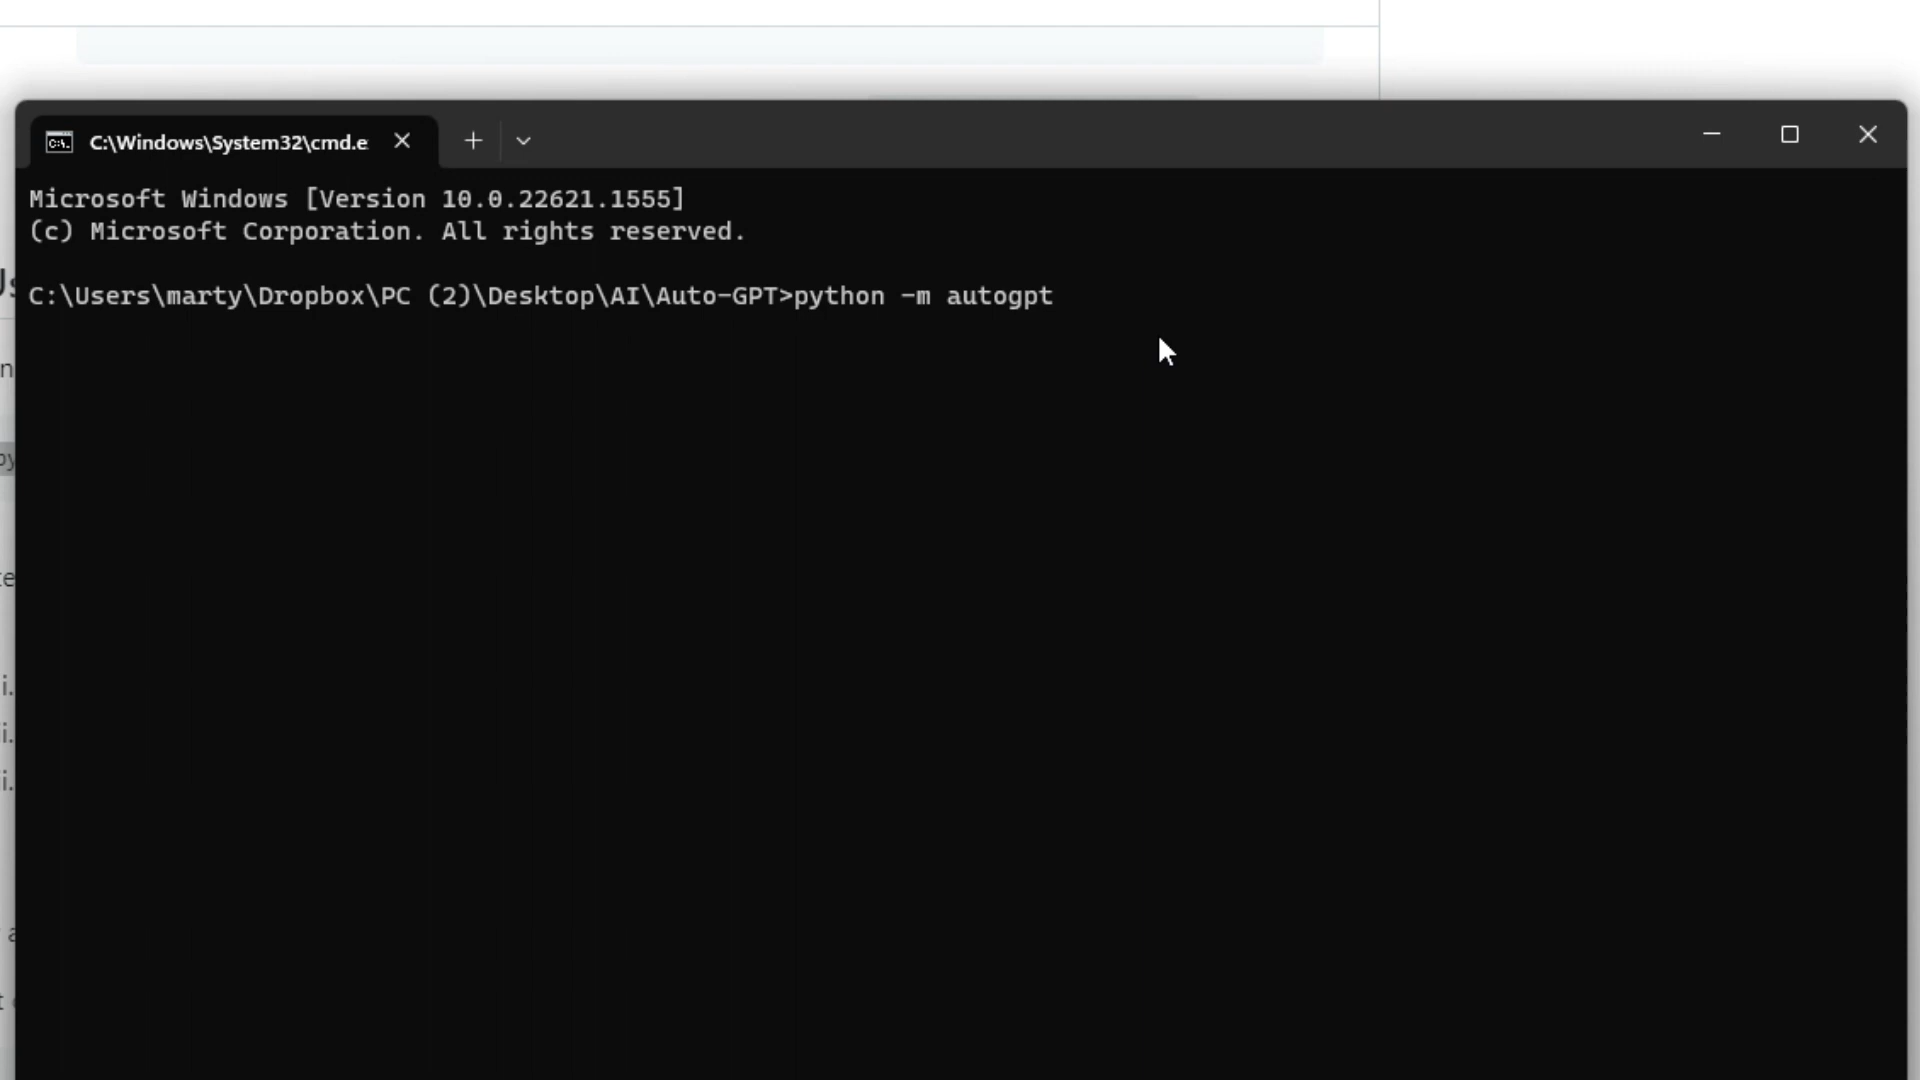 C:\Windows\System32\cmd.e
Microsoft Windows [Version 10.0.22621.1555]
(c) Microsoft Corporation. All rights reserved.
C:\Users\marty\Dropbox\PC (2)\Desktop\AI\Auto-GPT>python -m autogpt